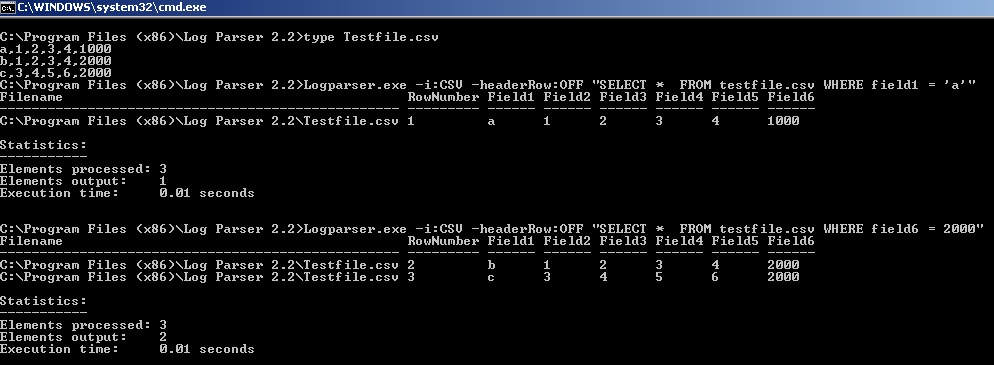 C:\WINDOWS\system32\cmd.exe
C:\Program Files (x86)\Log Parser 2.2>type Testfile.csv
a,1,2,3,4,1000
b,1,2,3,4,2000
c,3,4,5,6,2000
C:\Program Files (x86)\Log Parser 2.2>Logparser.exe -i:CSV -headerRow:OFF "SELECT *  FROM testfile.csv WHERE field1 = 'a'"
Filename RowNumber Field1 Field2 Field3 Field4 Field5 Field6
---------------------------------------------------- --------- ------ ------ ------ ------ ------ ------
C:\Program Files (x86)\Log Parser 2.2\Testfile.csv 1 a 1 2 3 4 1000
Statistics:
-----------
Elements processed: 3
Elements output: 1
Execution time: 0.01 seconds
C:\Program Files (x86)\Log Parser 2.2>Logparser.exe -i:CSV -headerRow:OFF "SELECT *  FROM testfile.csv WHERE field6 = 2000"
Filename RowNumber Field1 Field2 Field3 Field4 Field5 Field6
---------------------------------------------------- --------- ------ ------ ------ ------ ------ ------
C:\Program Files (x86)\Log Parser 2.2\Testfile.csv 2 b 1 2 3 4 2000
C:\Program Files (x86)\Log Parser 2.2\Testfile.csv 3 c 3 4 5 6 2000
Statistics:
-----------
Elements processed: 3
Elements output: 2
Execution time: 0.01 seconds